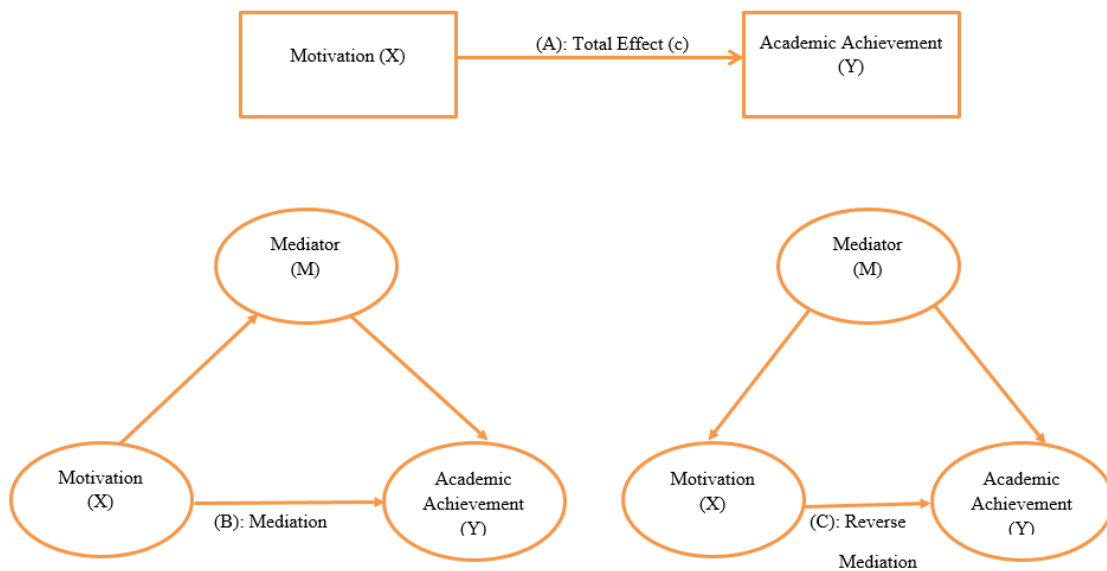 Motivation (X)
(A): Total Effect (c)
Academic Achievement
(Y)
Mediator
(M)
Motivation
(X)
(B): Mediation
Academic
Achievement
(Y)
Mediator
(M)
Motivation
(X)
(C): Reverse
Mediation
Academic
Achievement
(Y)